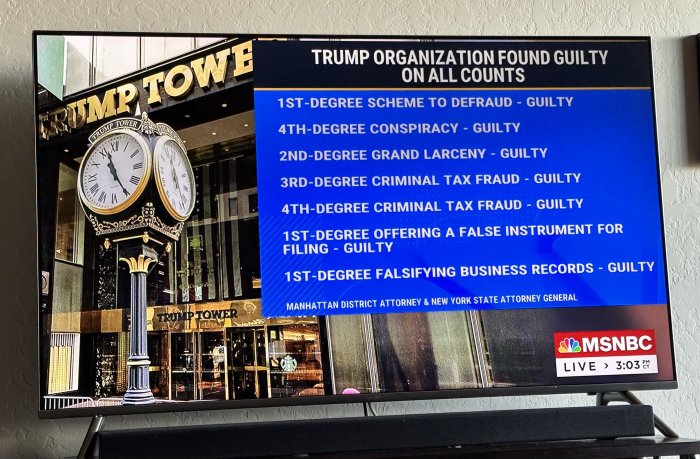 TRUMP TOWER
TRUMP ORGANIZATION FOUND GUILTY
ON ALL COUNTS
1ST-DEGREE SCHEME TO DEFRAUD - GUILTY
4TH-DEGREE CONSPIRACY - GUILTY
2ND-DEGREE GRAND LARCENY - GUILTY
3RD-DEGREE CRIMINAL TAX FRAUD - GUILTY
4TH-DEGREE CRIMINAL TAX FRAUD - GUILTY
1ST-DEGREE OFFERING A FALSE INSTRUMENT FOR
FILING - GUILTY
1ST-DEGREE FALSIFYING BUSINESS RECORDS - GUILTY
MANHATTAN DISTRICT ATTORNEY & NEW YORK STATE ATTORNEY GENERAL
TRUMP TOWE
TRUMP TOWER
MSNBC
LIVE > 3:03 PM CT